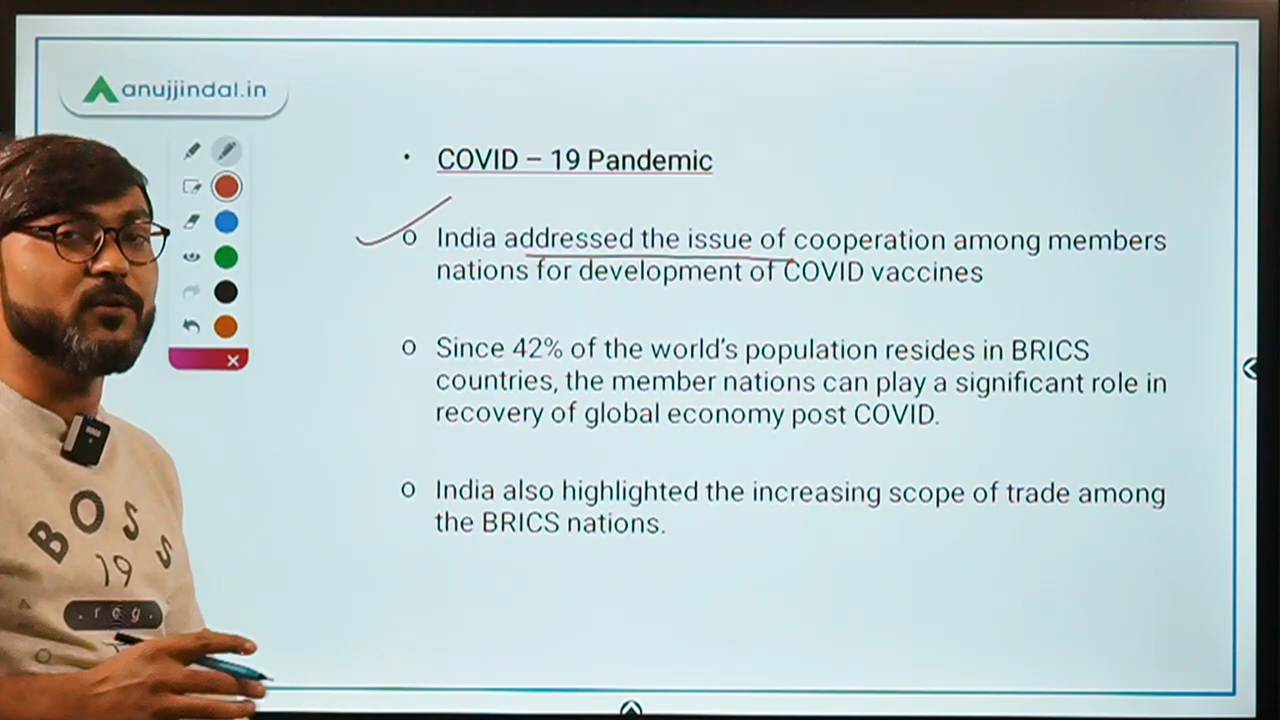 anujjindal.in
• COVID – 19 Pandemic
o India addressed the issue of cooperation among members
nations for development of COVID vaccines
o Since 42% of the world's population resides in BRICS
countries, the member nations can play a significant role in
recovery of global economy post COVID.
o India also highlighted the increasing scope of trade among
the BRICS nations.
BOSS
19
.rcg.